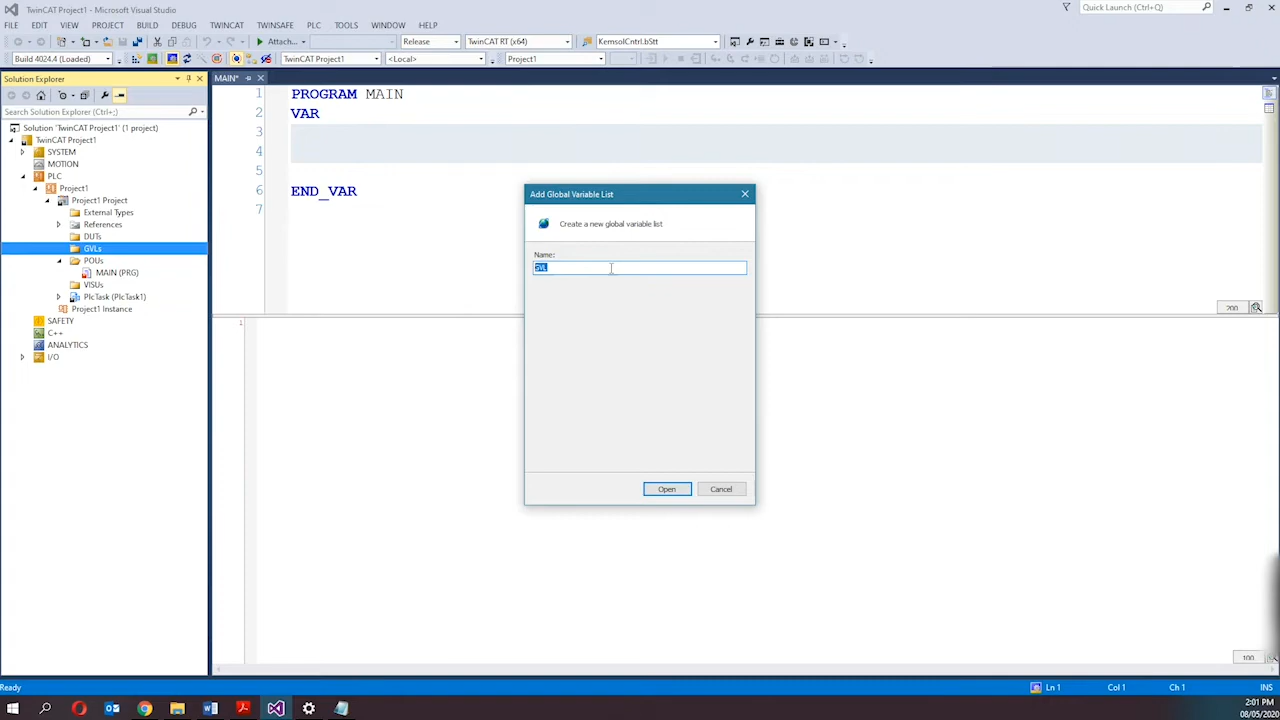 TwinCAT Project1 - Microsoft Visual Studio
Quick Launch (Ctrl+Q)
FILE EDIT VIEW PROJECT BUILD DEBUG TWINCAT TWINSAFE PLC TOOLS WINDOW HELP
Attach... Release TwinCAT RT (x64) KemsolCntrl.bStt
Build 4024.4 (Loaded) TwinCAT Project1 <Local> Project1
Solution Explorer
MAIN*
Search Solution Explorer (Ctrl+;)
Solution 'TwinCAT Project1' (1 project)
TwinCAT Project1
SYSTEM
MOTION
PLC
Project1
Project1 Project
External Types
References
DUTs
GVLs
POUs
MAIN (PRG)
VISUs
PlcTask (PlcTask1)
Project1 Instance
SAFETY
C++
ANALYTICS
I/O
1 PROGRAM MAIN
2 VAR
3
4
5
6 END_VAR
7
200
1
100
Add Global Variable List
Create a new global variable list
Name:
GVL
Open Cancel
Ready Ln 1 Col 1 Ch 1 INS
2:01 PM
08/05/2020